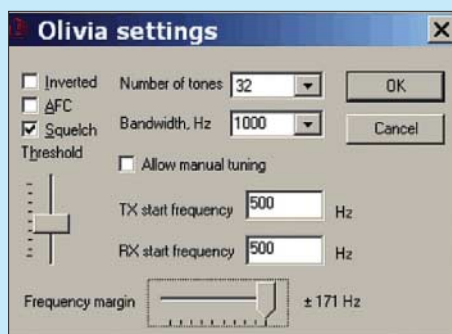 Olivia settings
Inverted
AFC
Squelch
Threshold
Number of tones 32
Bandwidth, Hz 1000
Allow manual tuning
TX start frequency 500 Hz
RX start frequency 500 Hz
OK
Cancel
Frequency margin ± 171 Hz